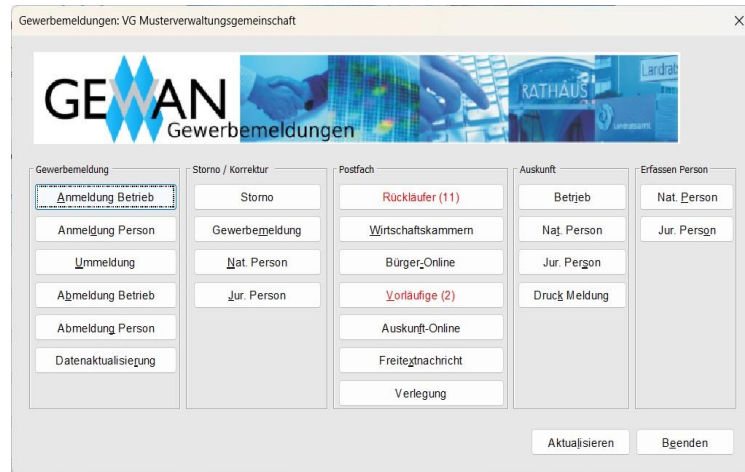 Gewerbemeldungen: VG Musterverwaltungsgemeinschaft
GEWAN
Gewerbemeldungen
RATHAUS
Landrats
Landratsamt
Gewerbemeldung
Anmeldung Betrieb
Anmeldung Person
Ummeldung
Abmeldung Betrieb
Abmeldung Person
Datenaktualisierung
Storno / Korrektur
Storno
Gewerbemeldung
Nat. Person
Jur. Person
Postfach
Rückläufer (11)
Wirtschaftskammern
Bürger-Online
Vorläufige (2)
Auskunft-Online
Freitextnachricht
Verlegung
Auskunft
Betrieb
Nat. Person
Jur. Person
Druck Meldung
Erfassen Person
Nat. Person
Jur. Person
Aktualisieren
Beenden